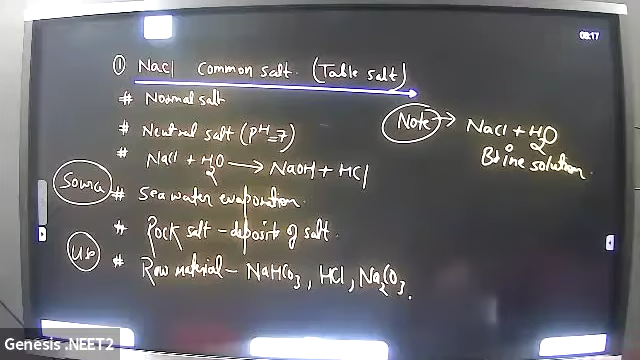 08:17
① NaCl Common salt. (Table salt)
# Normal salt
# Neutral salt (pH=7)
# NaCl + H2O → NaOH + HCl
Note → NaCl + H2O
Brine solution.
Source # Sea water evaporation.
* Rock salt – deposits of salt.
Use * Raw material – NaHCO3, HCl, Na2CO3.
Genesis .NEET2